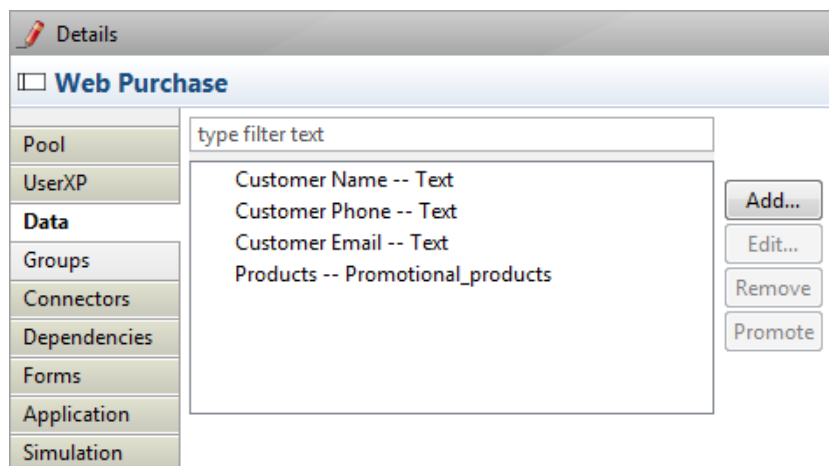 Details
Web Purchase
Pool
UserXP
Data
Groups
Connectors
Dependencies
Forms
Application
Simulation
type filter text
Customer Name -- Text
Customer Phone -- Text
Customer Email -- Text
Products -- Promotional_products
Add...
Edit...
Remove
Promote